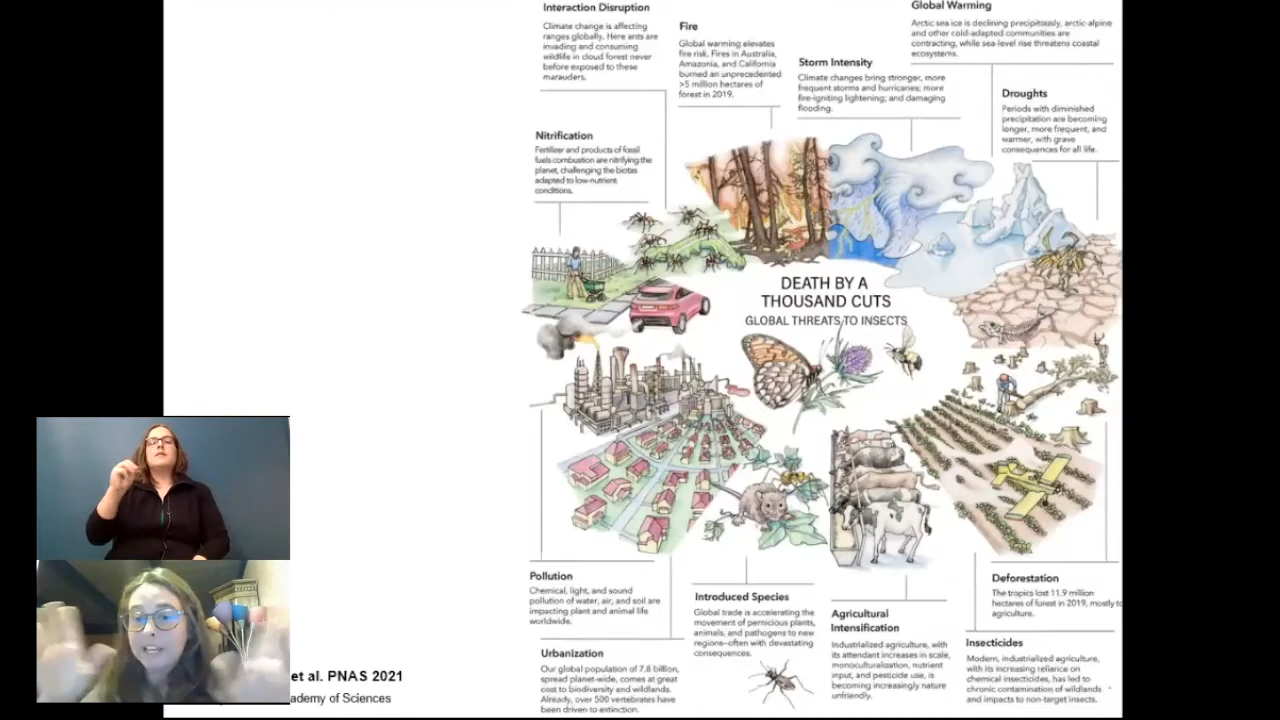 Interaction Disruption
Climate change is affecting
ranges globally. Here ants are
invading and consuming
wildlife in cloud forest never
before exposed to these
marauders.
Fire
Global warming elevates
fire risk. Fires in Australia,
Amazonia, and California
burned an unprecedented
>5 million hectares of
forest in 2019.
Global Warming
Arctic sea ice is declining precipitously, arctic-alpine
and other cold-adapted communities are
contracting, while sea-level rise threatens coastal
ecosystems.
Storm Intensity
Climate changes bring stronger, more
frequent storms and hurricanes; more
fire-igniting lightening; and damaging
flooding.
Droughts
Periods with diminished
precipitation are becoming
longer, more frequent, and
warmer, with grave
consequences for all life.
Nitrification
Fertilizer and products of fossil
fuels combustion are nitrifying the
planet, challenging the biotas
adapted to low-nutrient
conditions.
DEATH BY A
THOUSAND CUTS
GLOBAL THREATS TO INSECTS
Pollution
Chemical, light, and sound
pollution of water, air, and soil are
impacting plant and animal life
worldwide.
Urbanization
Our global population of 7.8 billion,
spread planet-wide, comes at great
cost to biodiversity and wildlands.
Already, over 500 vertebrates have
been driven to extinction.
Introduced Species
Global trade is accelerating the
movement of pernicious plants,
animals, and pathogens to new
regions—often with devastating
consequences.
Agricultural
Intensification
Industrialized agriculture, with
its attendant increases in scale,
monoculturalization, nutrient
input, and pesticide use, is
becoming increasingly nature
unfriendly.
Deforestation
The tropics lost 11.9 million
hectares of forest in 2019, mostly to
agriculture.
Insecticides
Modern, industrialized agriculture,
with its increasing reliance on
chemical insecticides, has led to
chronic contamination of wildlands
and impacts to non-target insects.
et al. PNAS 2021
ademy of Sciences